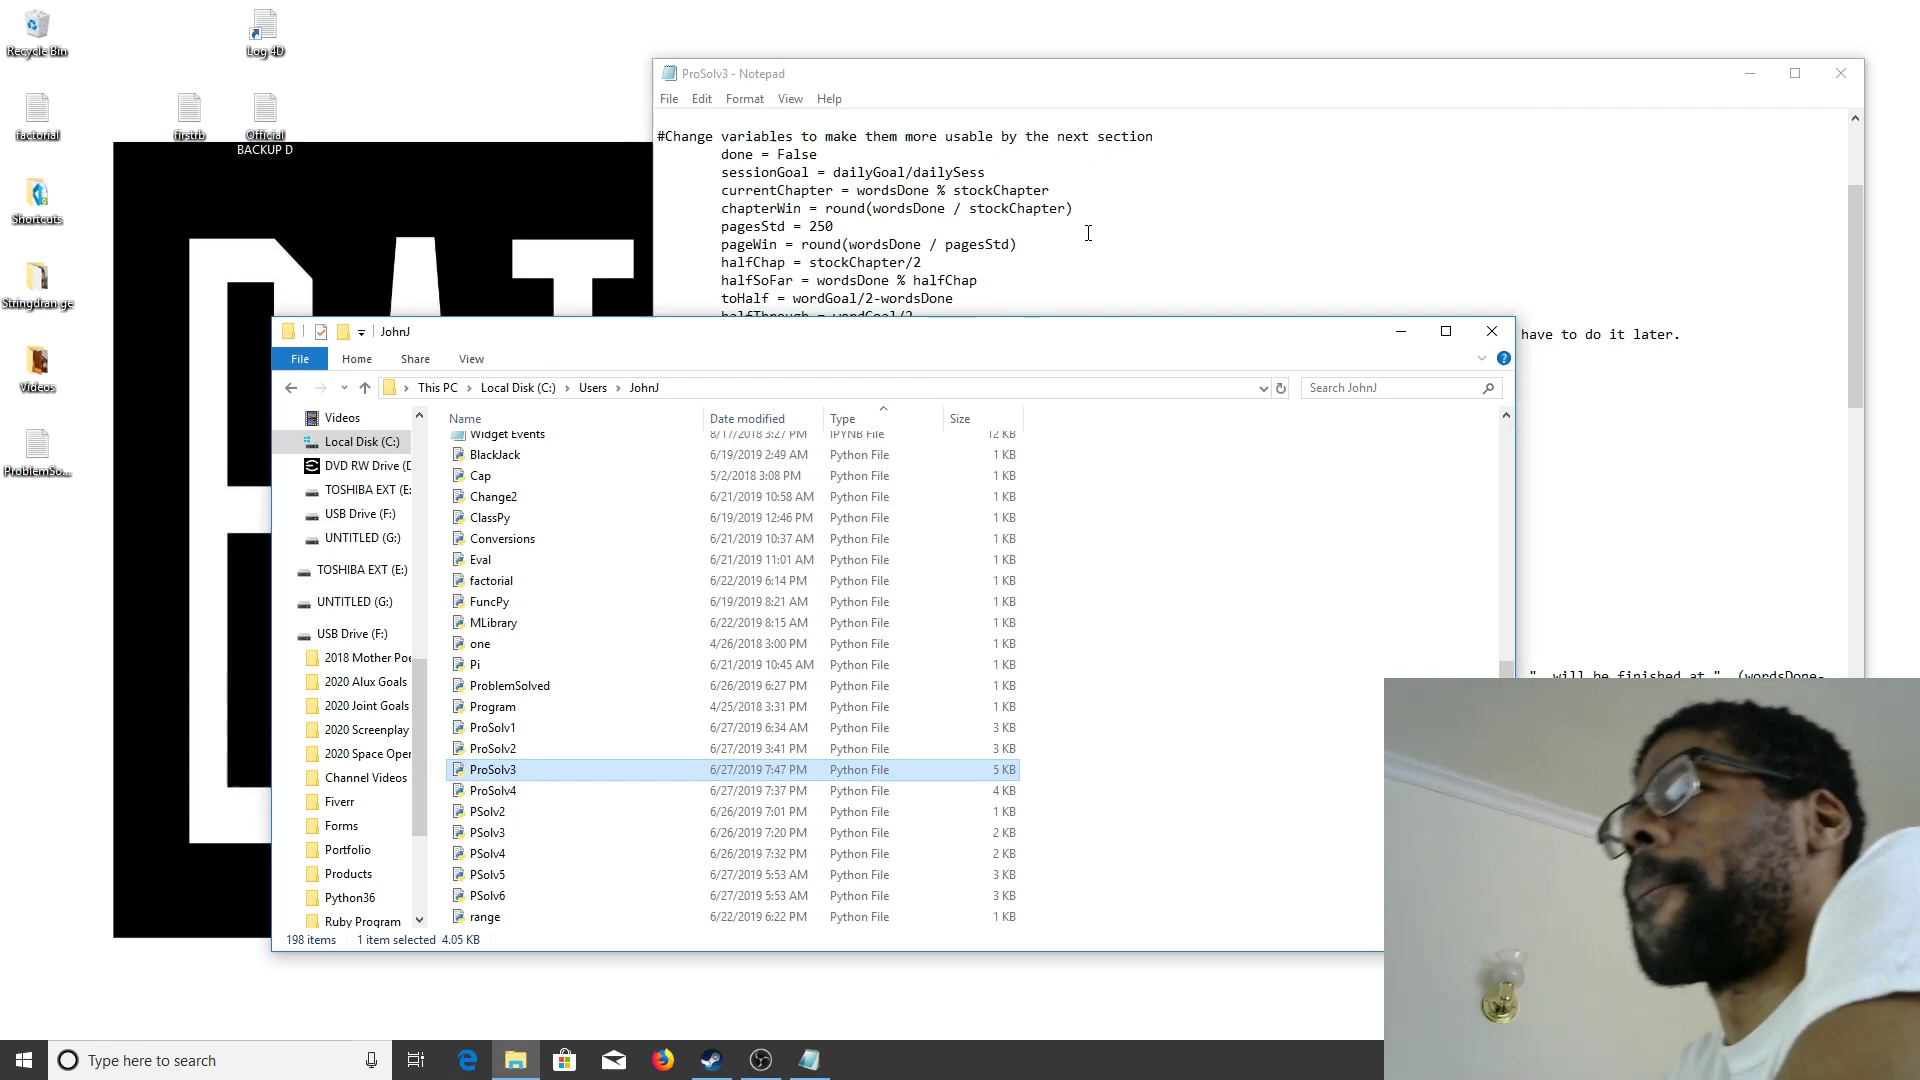 Recycle Bin
Log 4D
factorial
firstrb
Official
BACKUP D
Shortcuts
Stringdran ge
Videos
ProblemSo...
ProSolv3 - Notepad
File Edit Format View Help
#Change variables to make them more usable by the next section
done = False
sessionGoal = dailyGoal/dailySess
currentChapter = wordsDone % stockChapter
chapterWin = round(wordsDone / stockChapter)
pagesStd = 250
pageWin = round(wordsDone / pagesStd)
halfChap = stockChapter/2
halfSoFar = wordsDone % halfChap
toHalf = wordGoal/2-wordsDone
halfThrough = wordGoal/2
have to do it later.
", will be finished at ", (wordsDone-
JohnJ
File Home Share View
This PC > Local Disk (C:) > Users > JohnJ
Search JohnJ
Videos
Local Disk (C:)
DVD RW Drive (D
TOSHIBA EXT (E:
USB Drive (F:)
UNTITLED (G:)
TOSHIBA EXT (E:)
UNTITLED (G:)
USB Drive (F:)
2018 Mother Poe
2020 Alux Goals
2020 Joint Goals
2020 Screenplay
2020 Space Oper
Channel Videos
Fiverr
Forms
Portfolio
Products
Python36
Ruby Program
Name Date modified Type Size
Widget Events 8/17/2018 3:27 PM IPYNB File 12 KB
BlackJack 6/19/2019 2:49 AM Python File 1 KB
Cap 5/2/2018 3:08 PM Python File 1 KB
Change2 6/21/2019 10:58 AM Python File 1 KB
ClassPy 6/19/2019 12:46 PM Python File 1 KB
Conversions 6/21/2019 10:37 AM Python File 1 KB
Eval 6/21/2019 11:01 AM Python File 1 KB
factorial 6/22/2019 6:14 PM Python File 1 KB
FuncPy 6/19/2019 8:21 AM Python File 1 KB
MLibrary 6/22/2019 8:15 AM Python File 1 KB
one 4/26/2018 3:00 PM Python File 1 KB
Pi 6/21/2019 10:45 AM Python File 1 KB
ProblemSolved 6/26/2019 6:27 PM Python File 1 KB
Program 4/25/2018 3:31 PM Python File 1 KB
ProSolv1 6/27/2019 6:34 AM Python File 3 KB
ProSolv2 6/27/2019 3:41 PM Python File 3 KB
ProSolv3 6/27/2019 7:47 PM Python File 5 KB
ProSolv4 6/27/2019 7:37 PM Python File 4 KB
PSolv2 6/26/2019 7:01 PM Python File 1 KB
PSolv3 6/26/2019 7:20 PM Python File 2 KB
PSolv4 6/26/2019 7:32 PM Python File 2 KB
PSolv5 6/27/2019 5:53 AM Python File 3 KB
PSolv6 6/27/2019 5:53 AM Python File 3 KB
range 6/22/2019 6:22 PM Python File 1 KB
198 items 1 item selected 4.05 KB
Type here to search